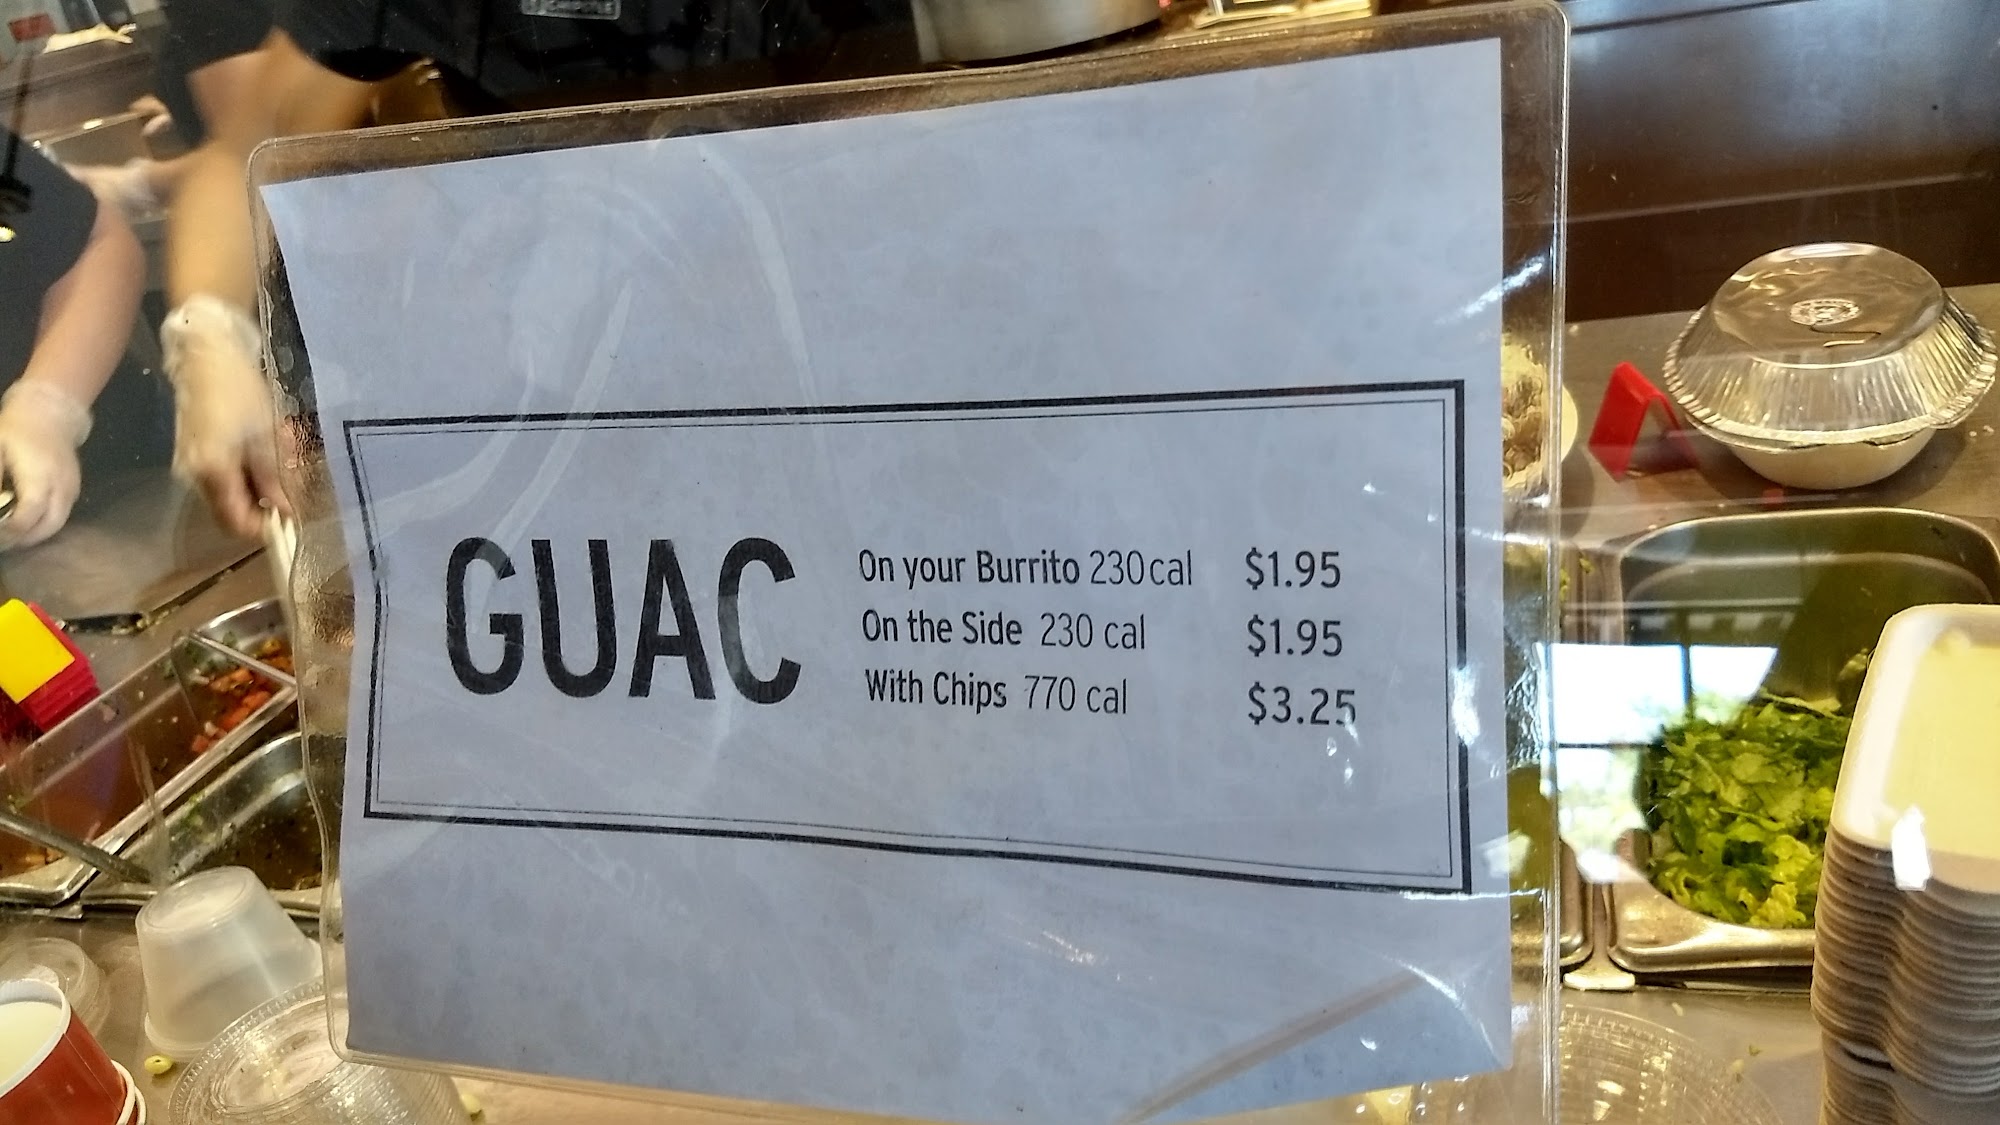 CHIPOTLE
GUAC
On your Burrito 230cal $1.95
On the Side 230 cal $1.95
With Chips 770 cal $3.25